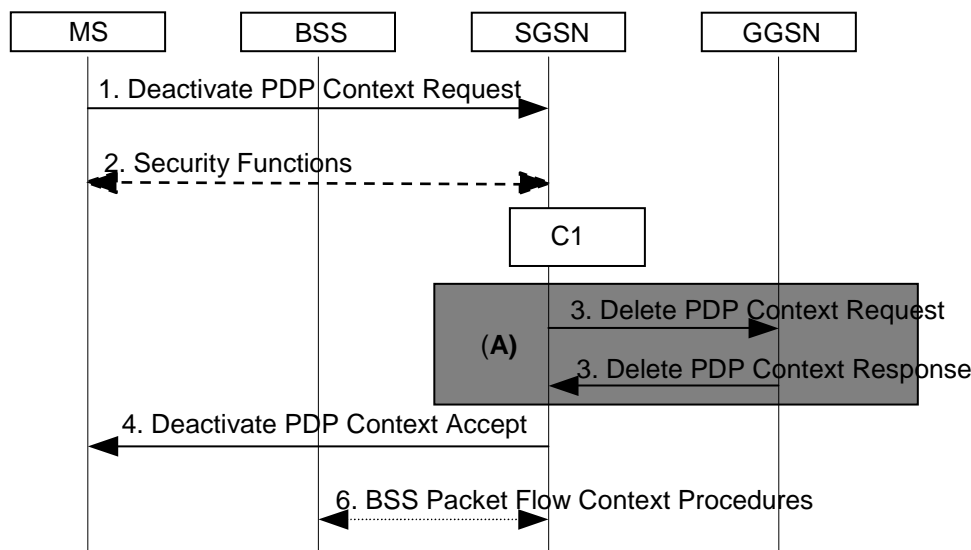 MS BSS SGSN GGSN
1. Deactivate PDP Context Request
2. Security Functions
C1
3. Delete PDP Context Request
(A)
3. Delete PDP Context Response
4. Deactivate PDP Context Accept
6. BSS Packet Flow Context Procedures